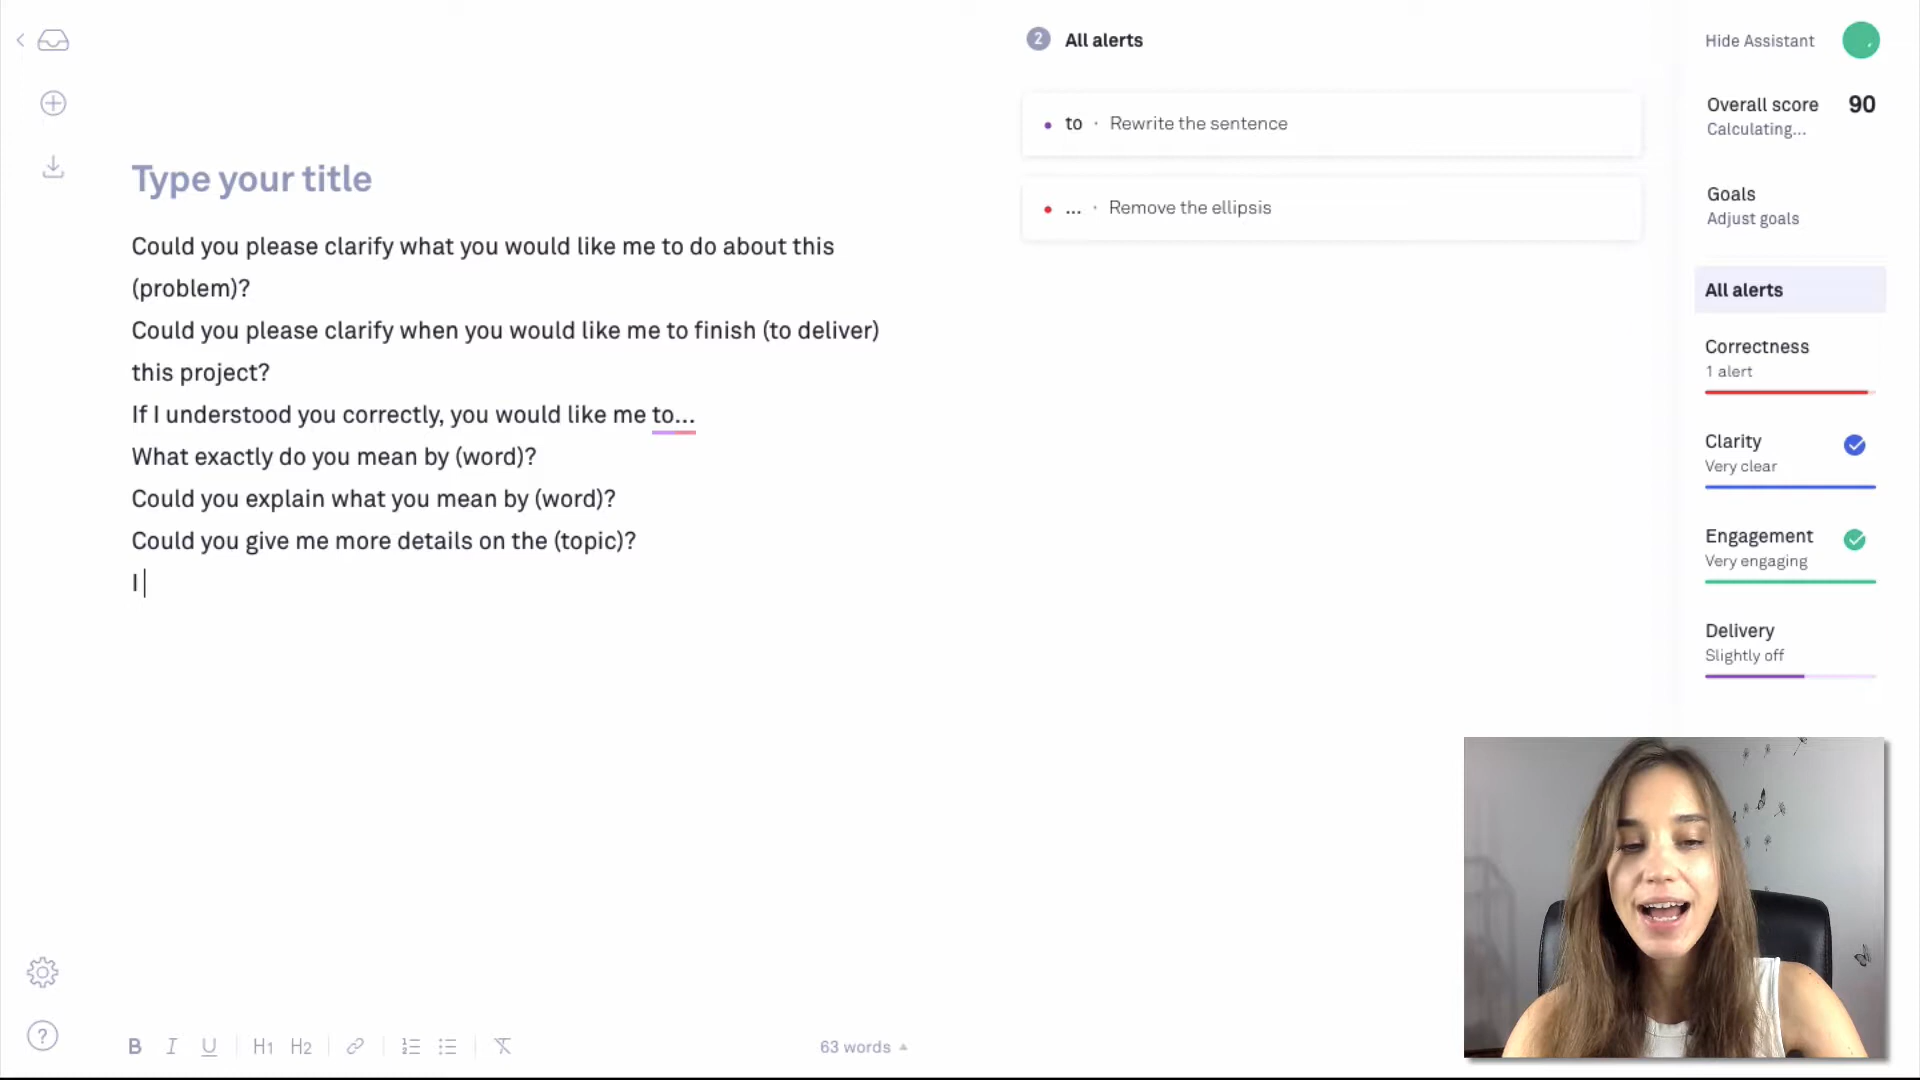 2 All alerts
Hide Assistant
to · Rewrite the sentence
... · Remove the ellipsis
Overall score 90
Calculating...
Goals
Adjust goals
All alerts
Correctness
1 alert
Clarity
Very clear
Engagement
Very engaging
Delivery
Slightly off
Type your title
Could you please clarify what you would like me to do about this
(problem)?
Could you please clarify when you would like me to finish (to deliver)
this project?
If I understood you correctly, you would like me to...
What exactly do you mean by (word)?
Could you explain what you mean by (word)?
Could you give me more details on the (topic)?
I
?
B I U H1 H2
63 words